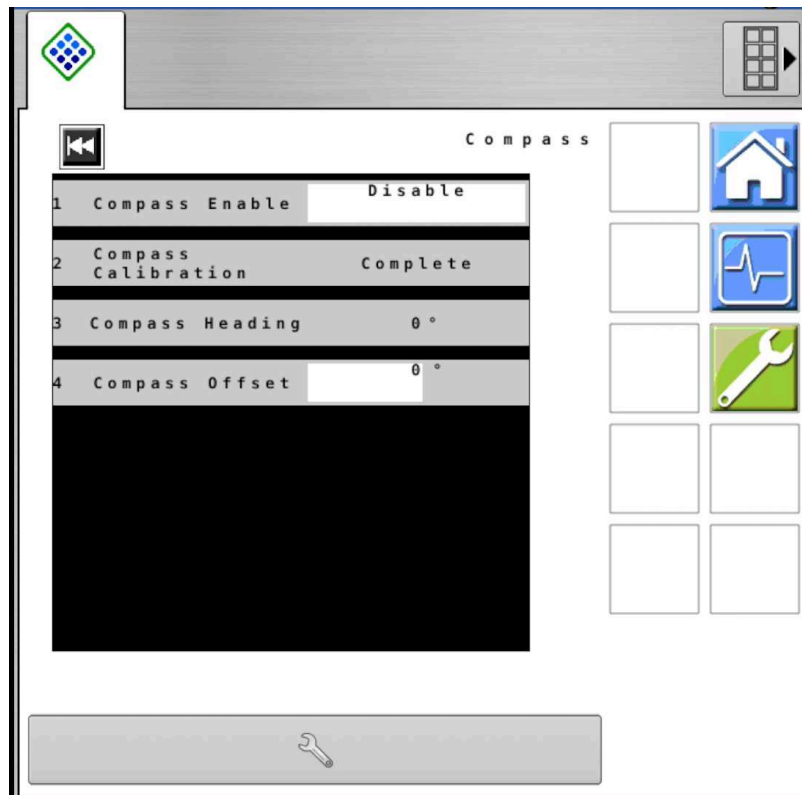 Compass
1 Compass Enable Disable
2 Compass
Calibration Complete
3 Compass Heading 0 °
4 Compass Offset 0 °